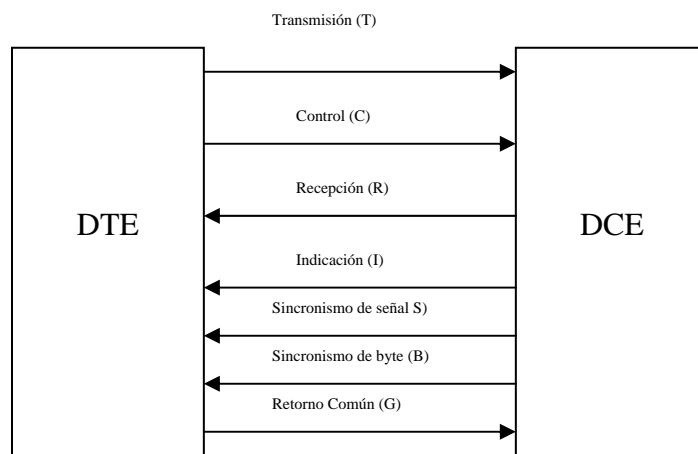 Transmisión (T)
Control (C)
Recepción (R)
DTE
DCE
Indicación (I)
Sincronismo de señal S)
Sincronismo de byte (B)
Retorno Común (G)